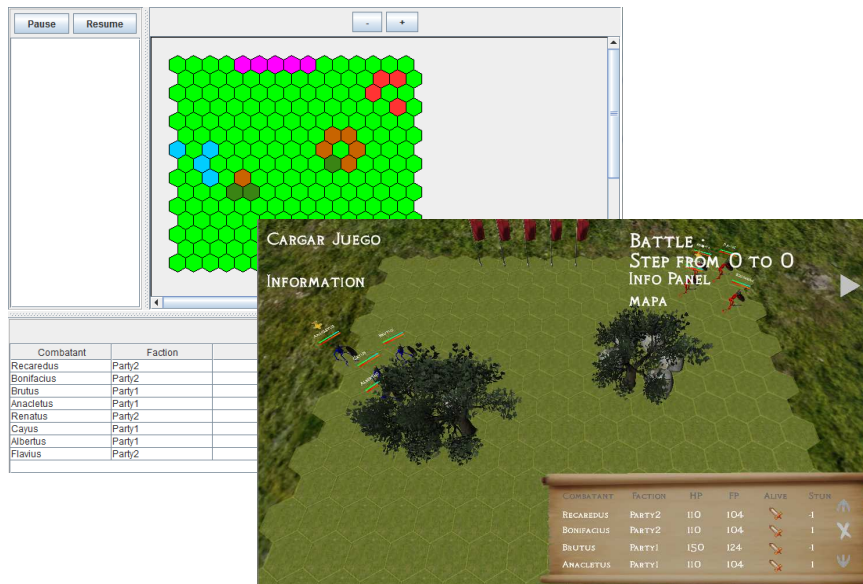 Pause Resume - +
Combatant Faction
Recaredus Party2
Bonifacius Party2
Brutus Party1
Anacletus Party1
Renatus Party2
Cayus Party1
Albertus Party1
Flavius Party2
Cargar Juego
Information
Battle :
Step from 0 to 0
Info Panel
mapa
Combatant Faction HP FP Alive Stun
Recaredus Party2 110 104 -1
Bonifacius Party2 110 104 1
Brutus Party1 150 124 -1
Anacletus Party1 110 104 1